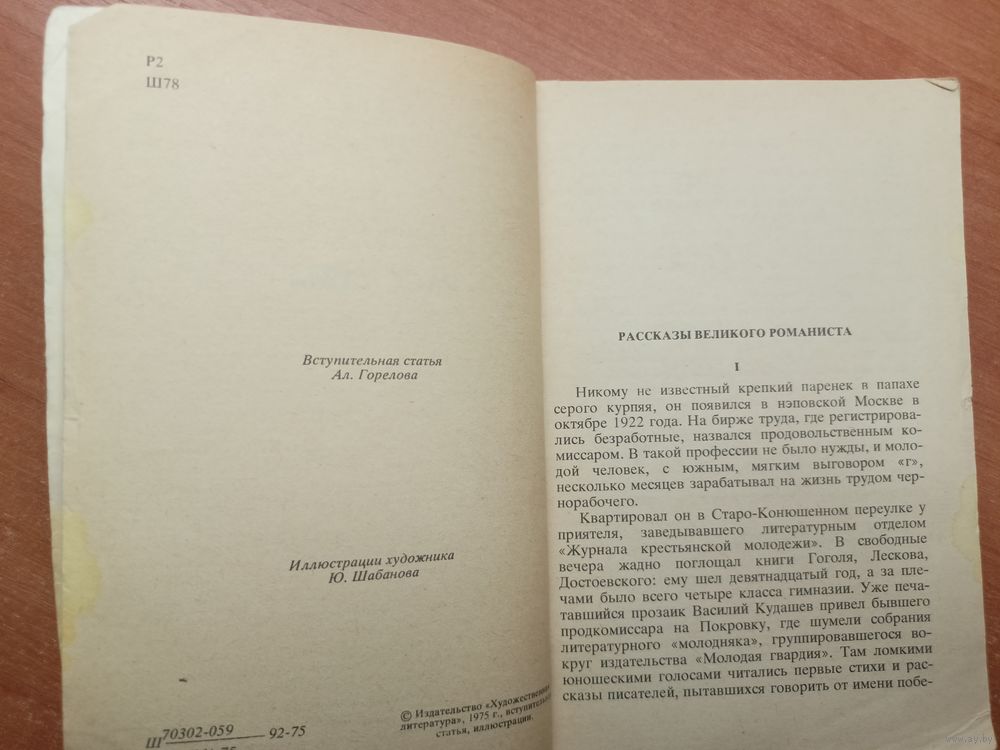 Р2
Ш78
Вступительная статья
Ал. Горелова
Иллюстрации художника
Ю. Шабанова
© Издательство «Художественная
литература», 1975 г., вступительная
статья, иллюстрации.
Ш 70302-059 92-75
75
РАССКАЗЫ ВЕЛИКОГО РОМАНИСТА
I
Никому не известный крепкий паренек в папахе
серого курпяя, он появился в нэповской Москве в
октябре 1922 года. На бирже труда, где регистрирова-
лись безработные, назвался продовольственным ко-
миссаром. В такой профессии не было нужды, и моло-
дой человек, с южным, мягким выговором «г»,
несколько месяцев зарабатывал на жизнь трудом чер-
норабочего.
Квартировал он в Старо-Конюшенном переулке у
приятеля, заведывавшего литературным отделом
«Журнала крестьянской молодежи». В свободные
вечера жадно поглощал книги Гоголя, Лескова,
Достоевского: ему шел девятнадцатый год, а за пле-
чами было всего четыре класса гимназии. Уже печа-
тавшийся прозаик Василий Кудашев привел бывшего
продкомиссара на Покровку, где шумели собрания
литературного «молодняка», группировавшегося во-
круг издательства «Молодая гвардия». Там ломкими
юношескими голосами читались первые стихи и рас-
сказы писателей, пытавшихся говорить от имени побе-
www.ay.by